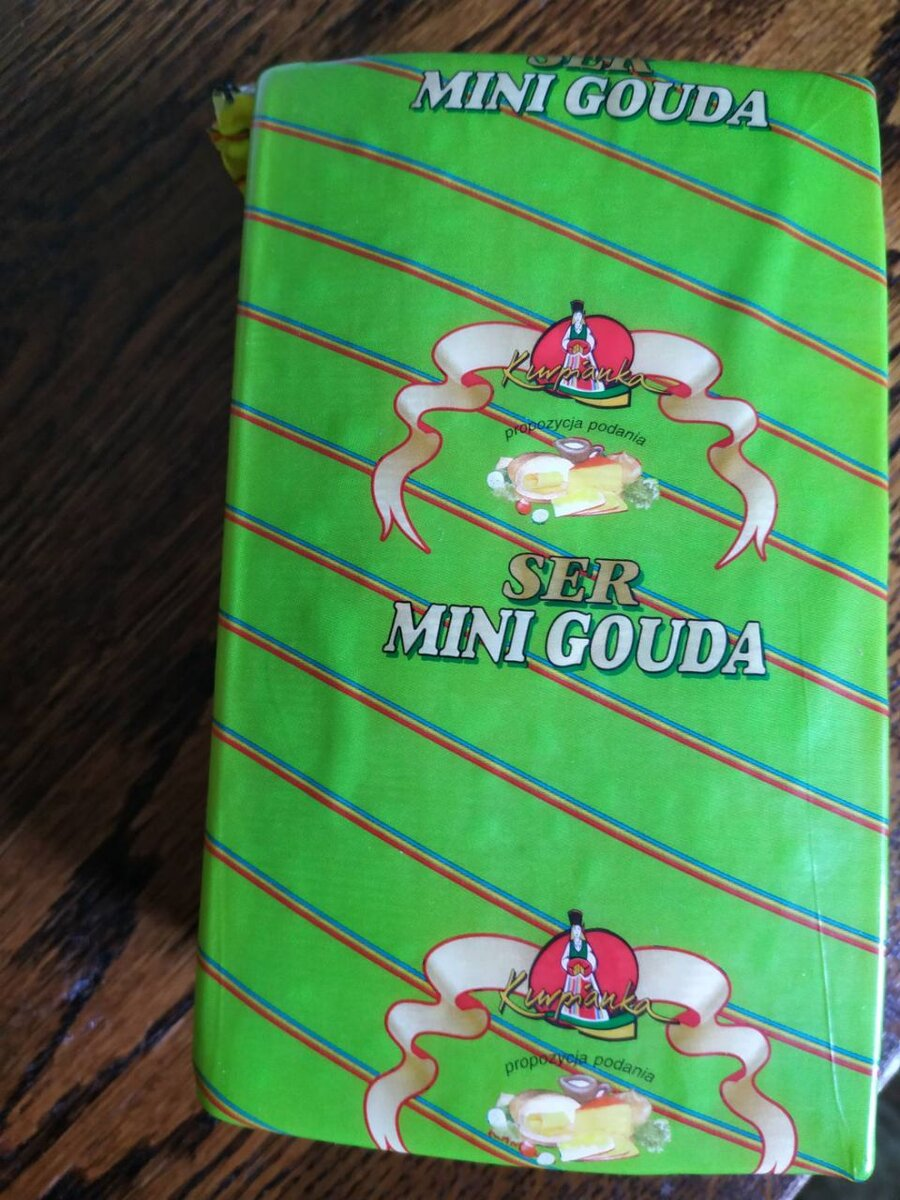 SER
MINI GOUDA
Kurpianka
propozycja podania
SER
MINI GOUDA
Kurpianka
propozycja podania